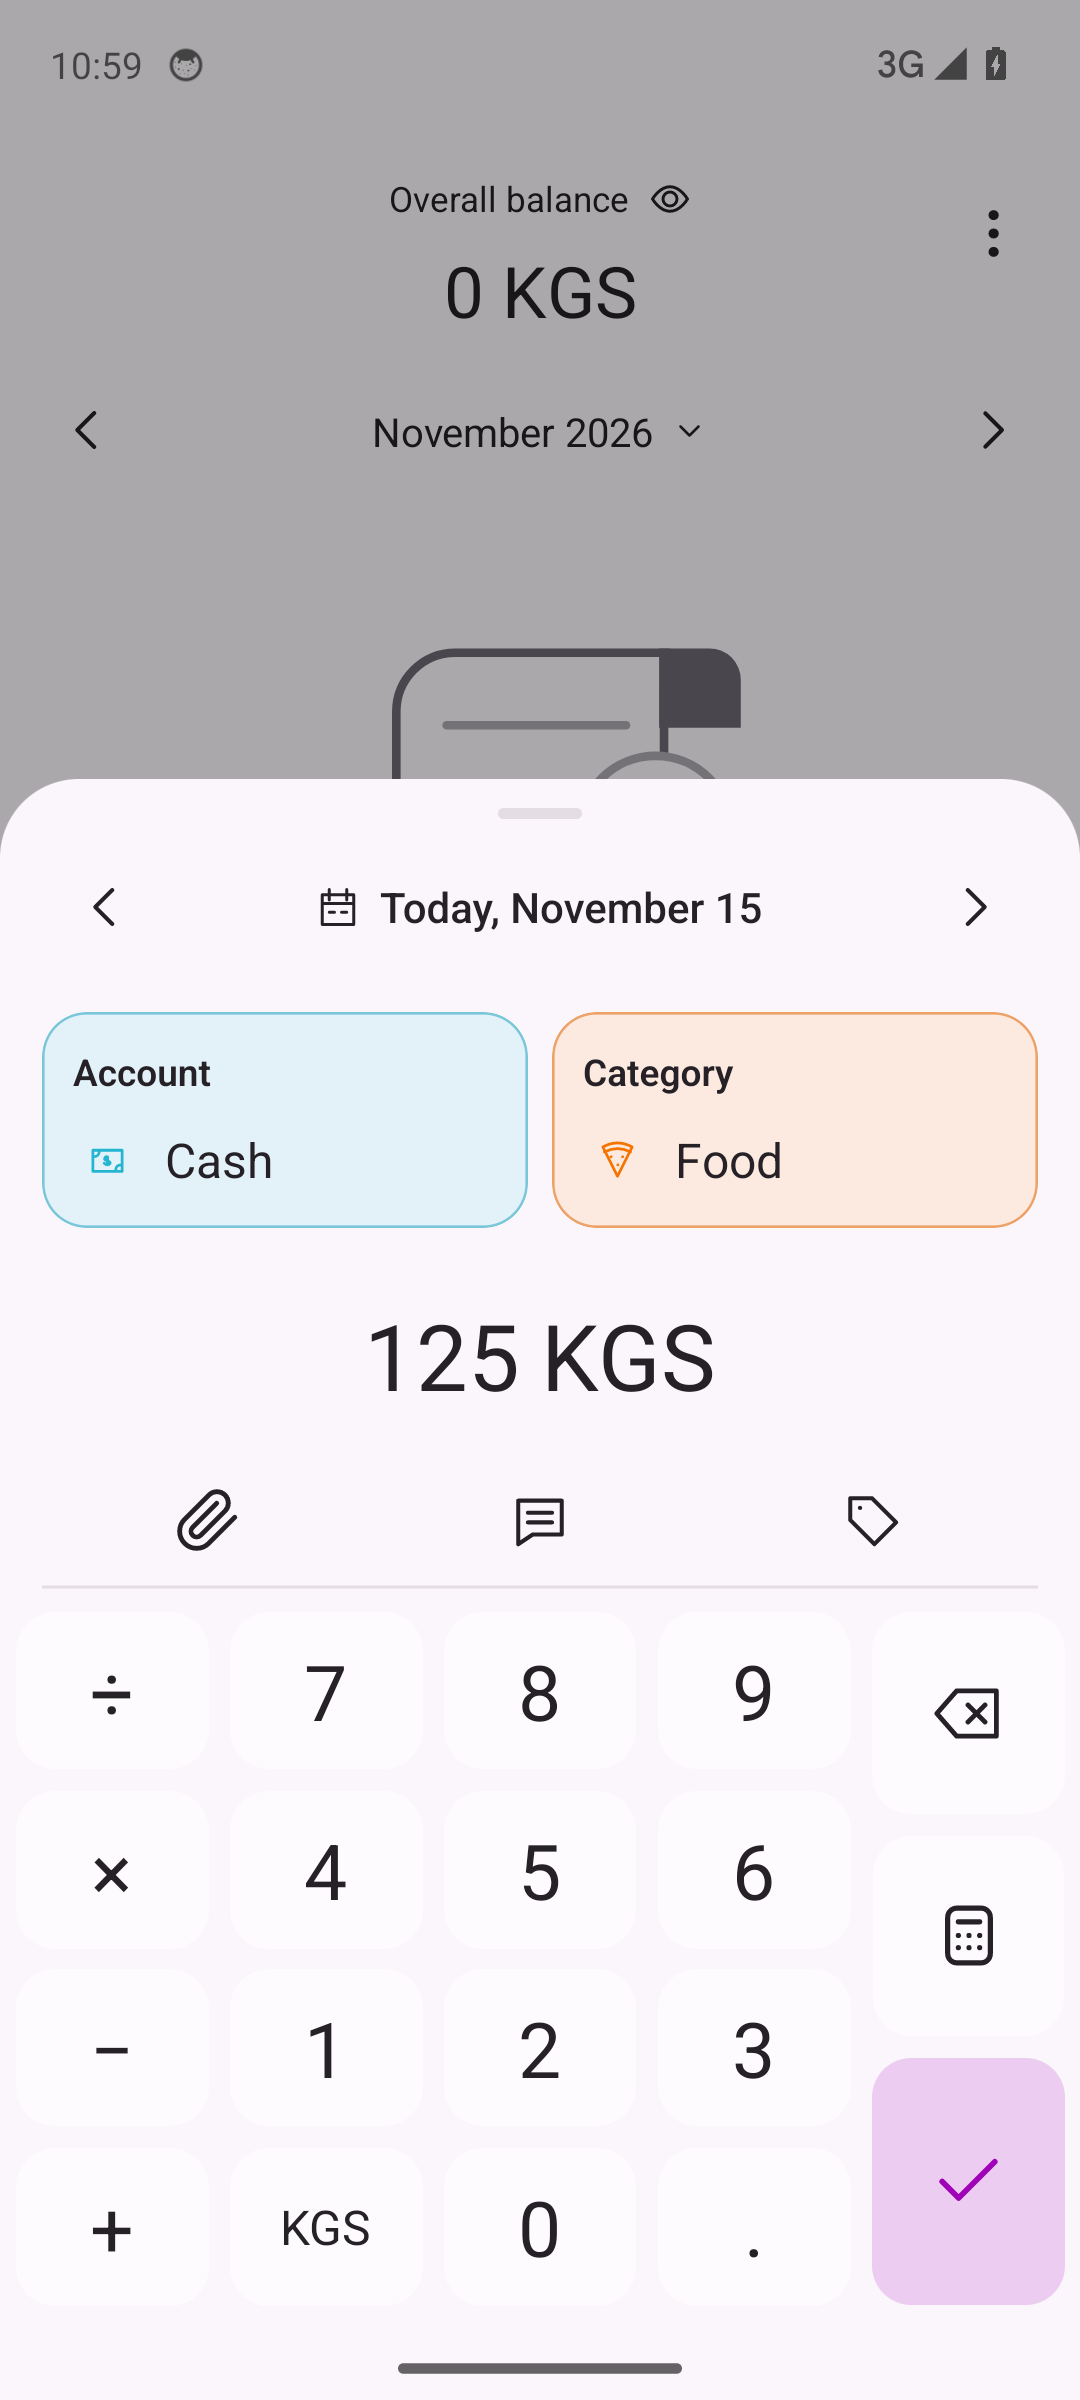 10:59
3G
Overall balance
0 KGS
November 2026
Today, November 15
Account
Cash
Category
Food
125 KGS
÷ 7 8 9
× 4 5 6
− 1 2 3
+ KGS 0 .